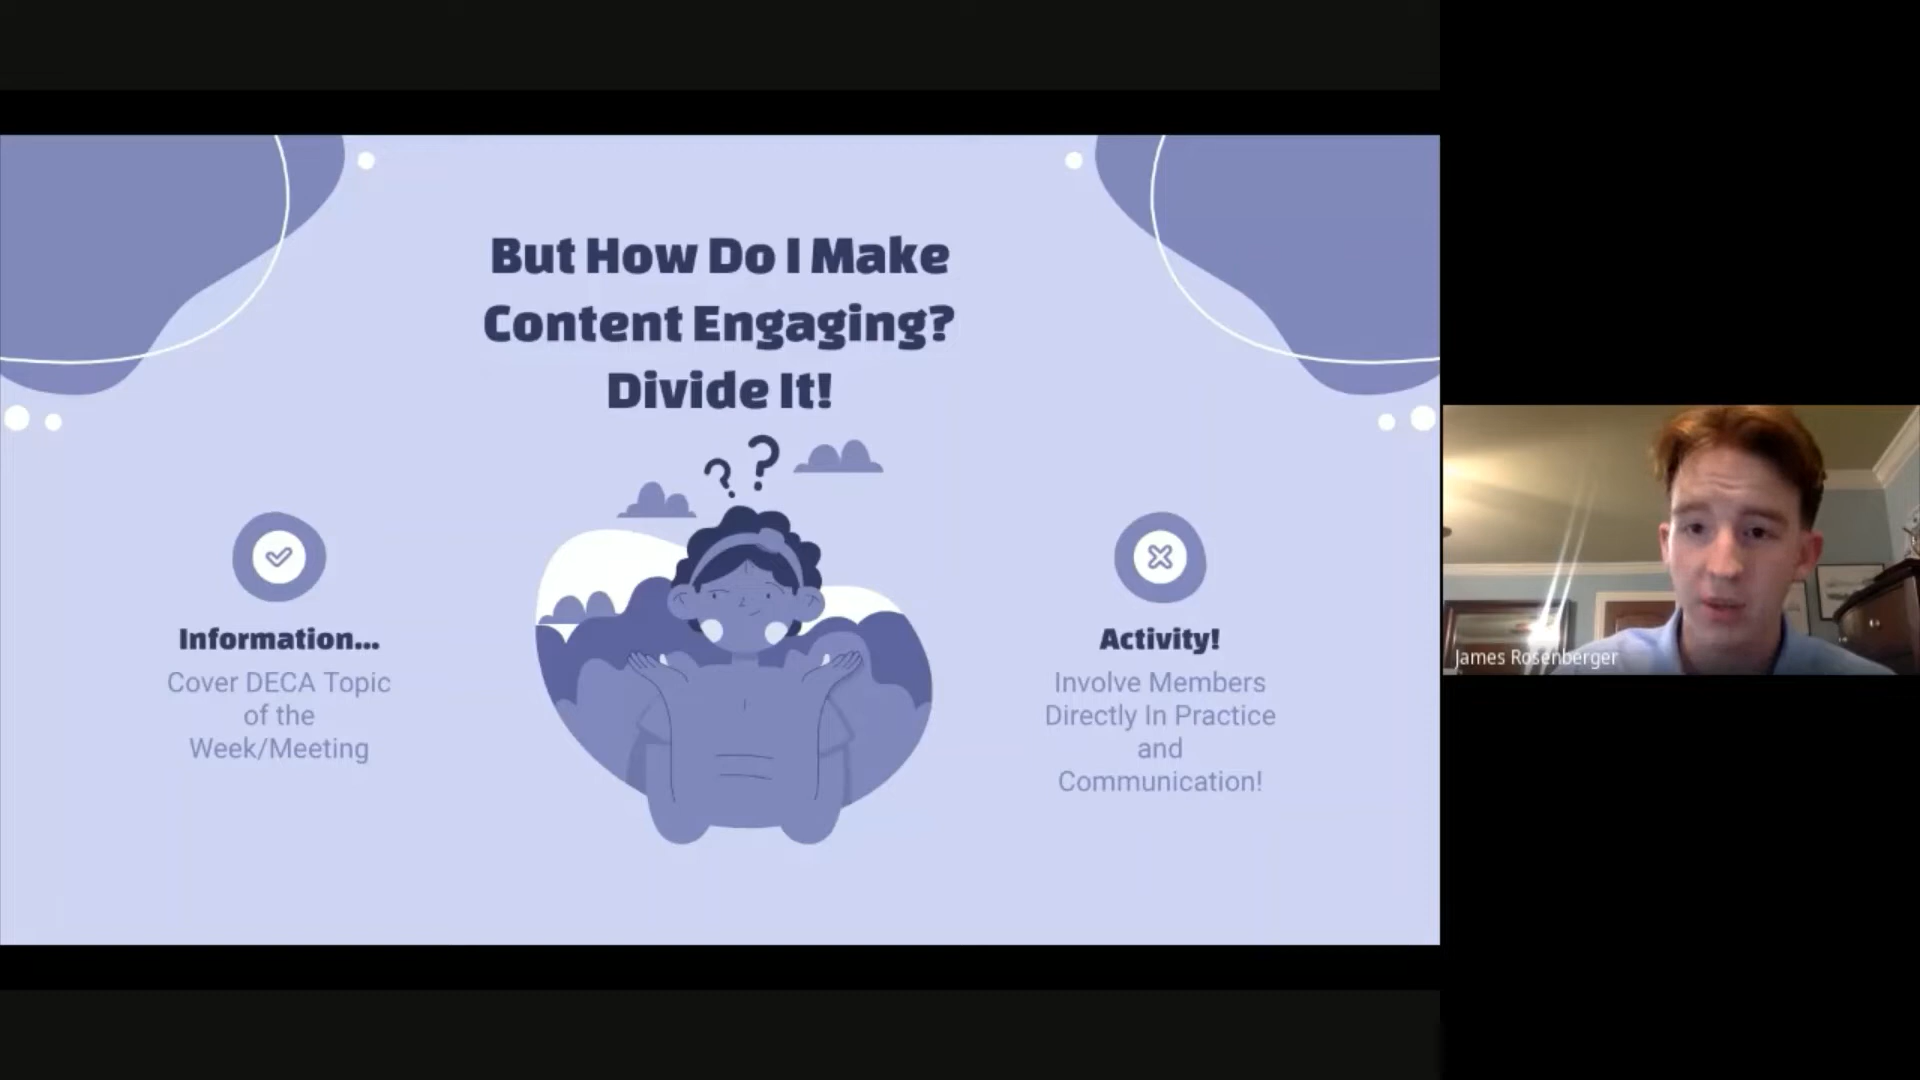 But How Do I Make
Content Engaging?
Divide It!
? ?
Information...
Cover DECA Topic
of the
Week/Meeting
Activity!
Involve Members
Directly In Practice
and
Communication!
James Rosenberger